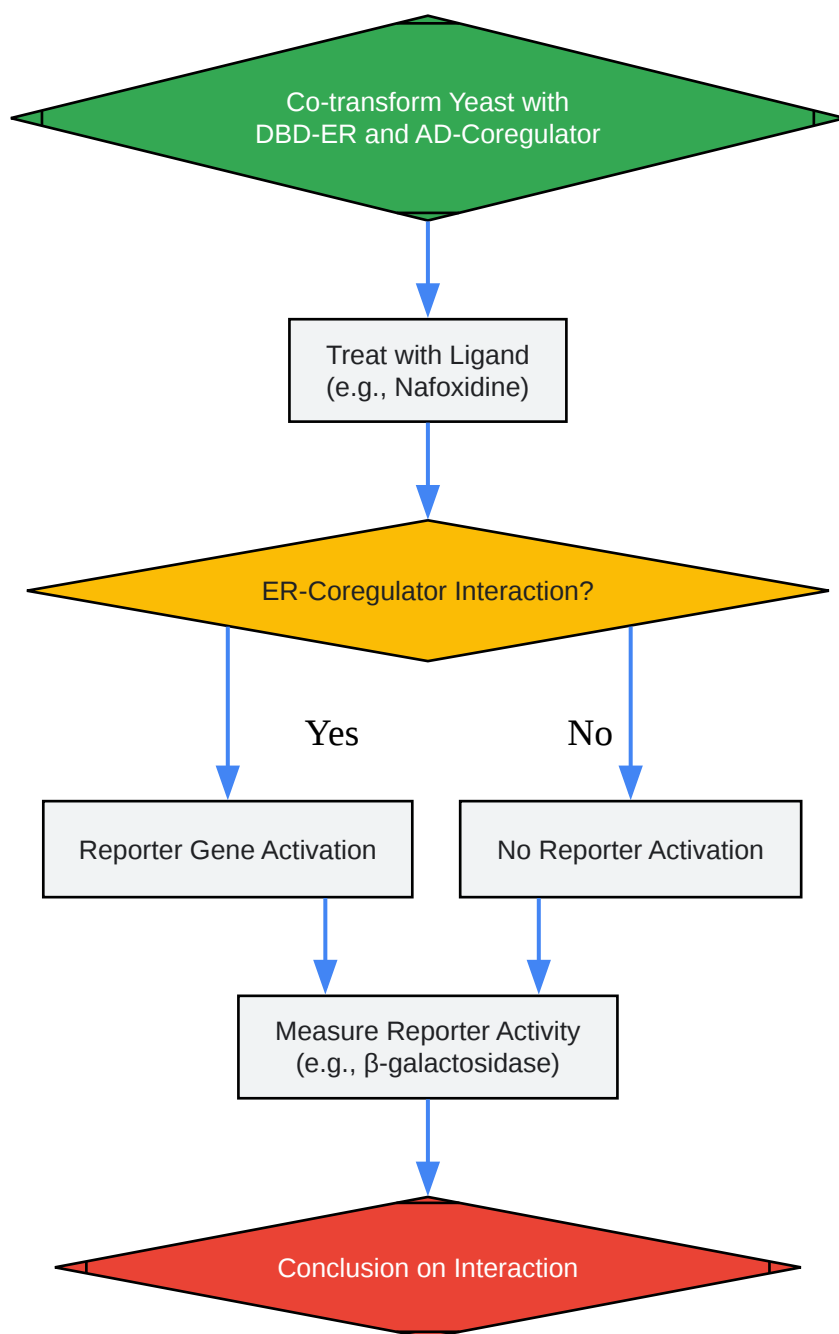 Co-transform Yeast with
DBD-ER and AD-Coregulator
Treat with Ligand
(e.g., Nafoxidine)
ER-Coregulator Interaction?
Yes
No
Reporter Gene Activation
No Reporter Activation
Measure Reporter Activity
(e.g., β-galactosidase)
Conclusion on Interaction